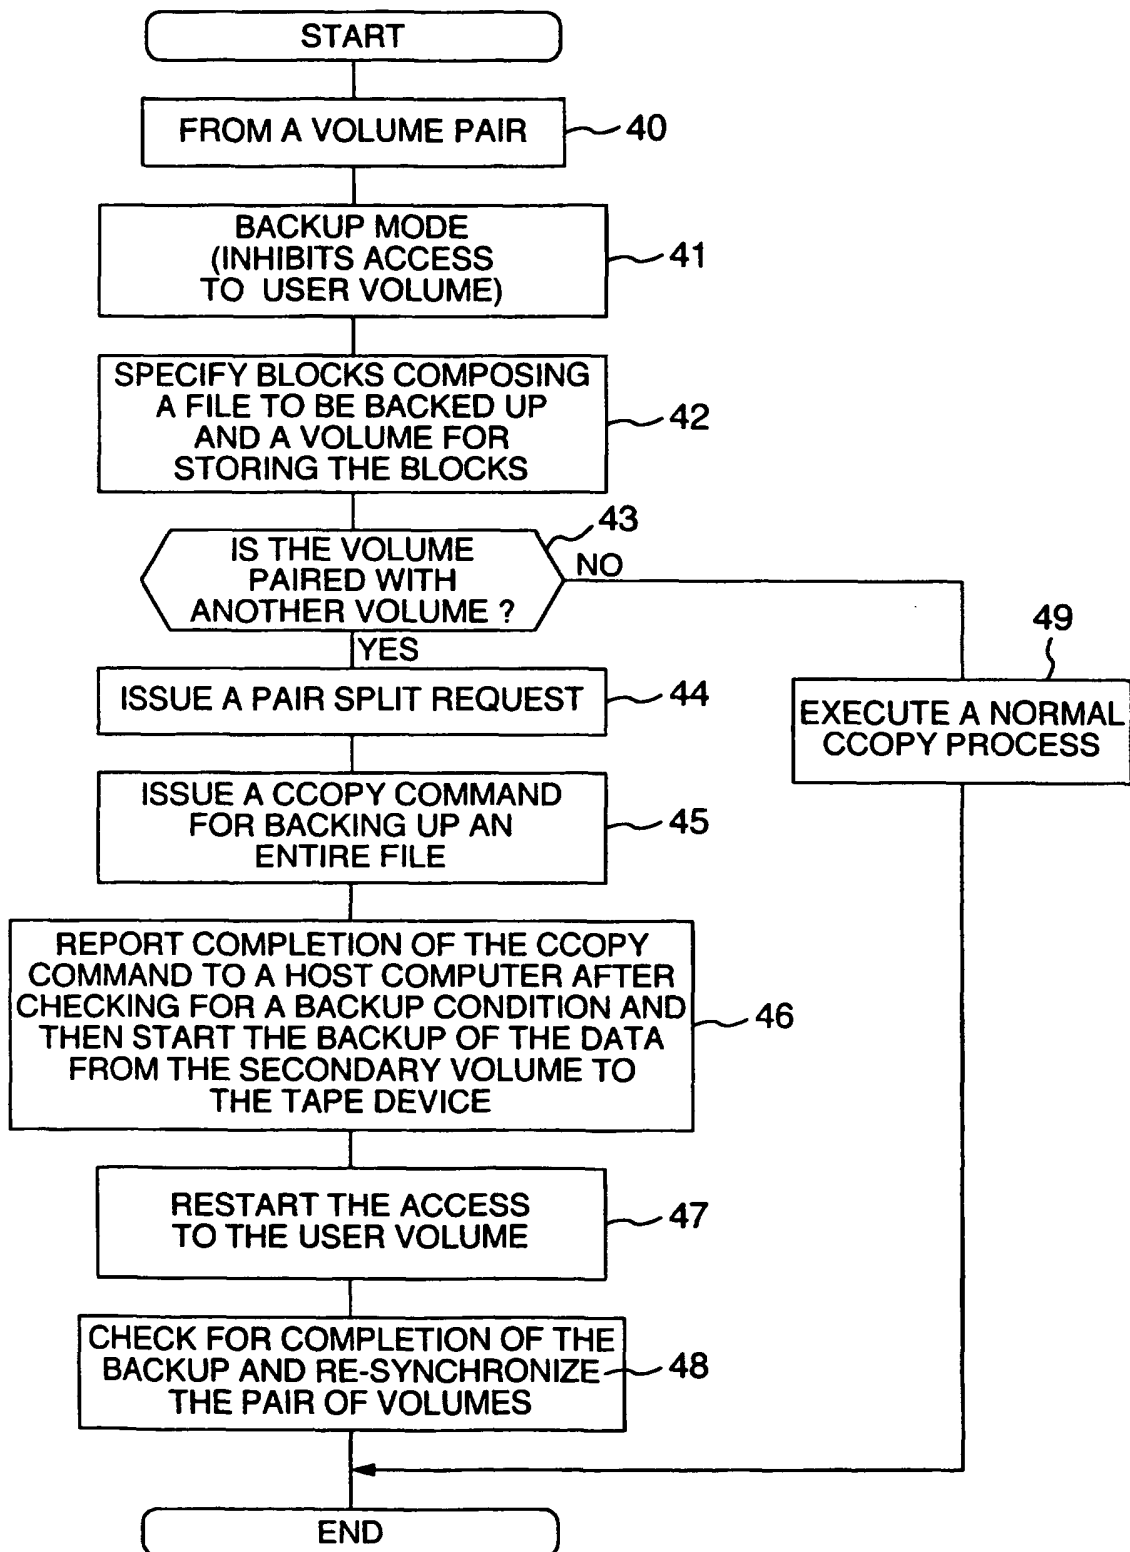 START
FROM A VOLUME PAIR
40
BACKUP MODE
(INHIBITS ACCESS
TO USER VOLUME)
41
SPECIFY BLOCKS COMPOSING
A FILE TO BE BACKED UP
AND A VOLUME FOR
STORING THE BLOCKS
42
IS THE VOLUME
PAIRED WITH
ANOTHER VOLUME ?
43
NO
YES
ISSUE A PAIR SPLIT REQUEST
44
49
EXECUTE A NORMAL
CCOPY PROCESS
ISSUE A CCOPY COMMAND
FOR BACKING UP AN
ENTIRE FILE
45
REPORT COMPLETION OF THE CCOPY
COMMAND TO A HOST COMPUTER AFTER
CHECKING FOR A BACKUP CONDITION AND
THEN START THE BACKUP OF THE DATA
FROM THE SECONDARY VOLUME TO
THE TAPE DEVICE
46
RESTART THE ACCESS
TO THE USER VOLUME
47
CHECK FOR COMPLETION OF THE
BACKUP AND RE-SYNCHRONIZE
THE PAIR OF VOLUMES
48
END